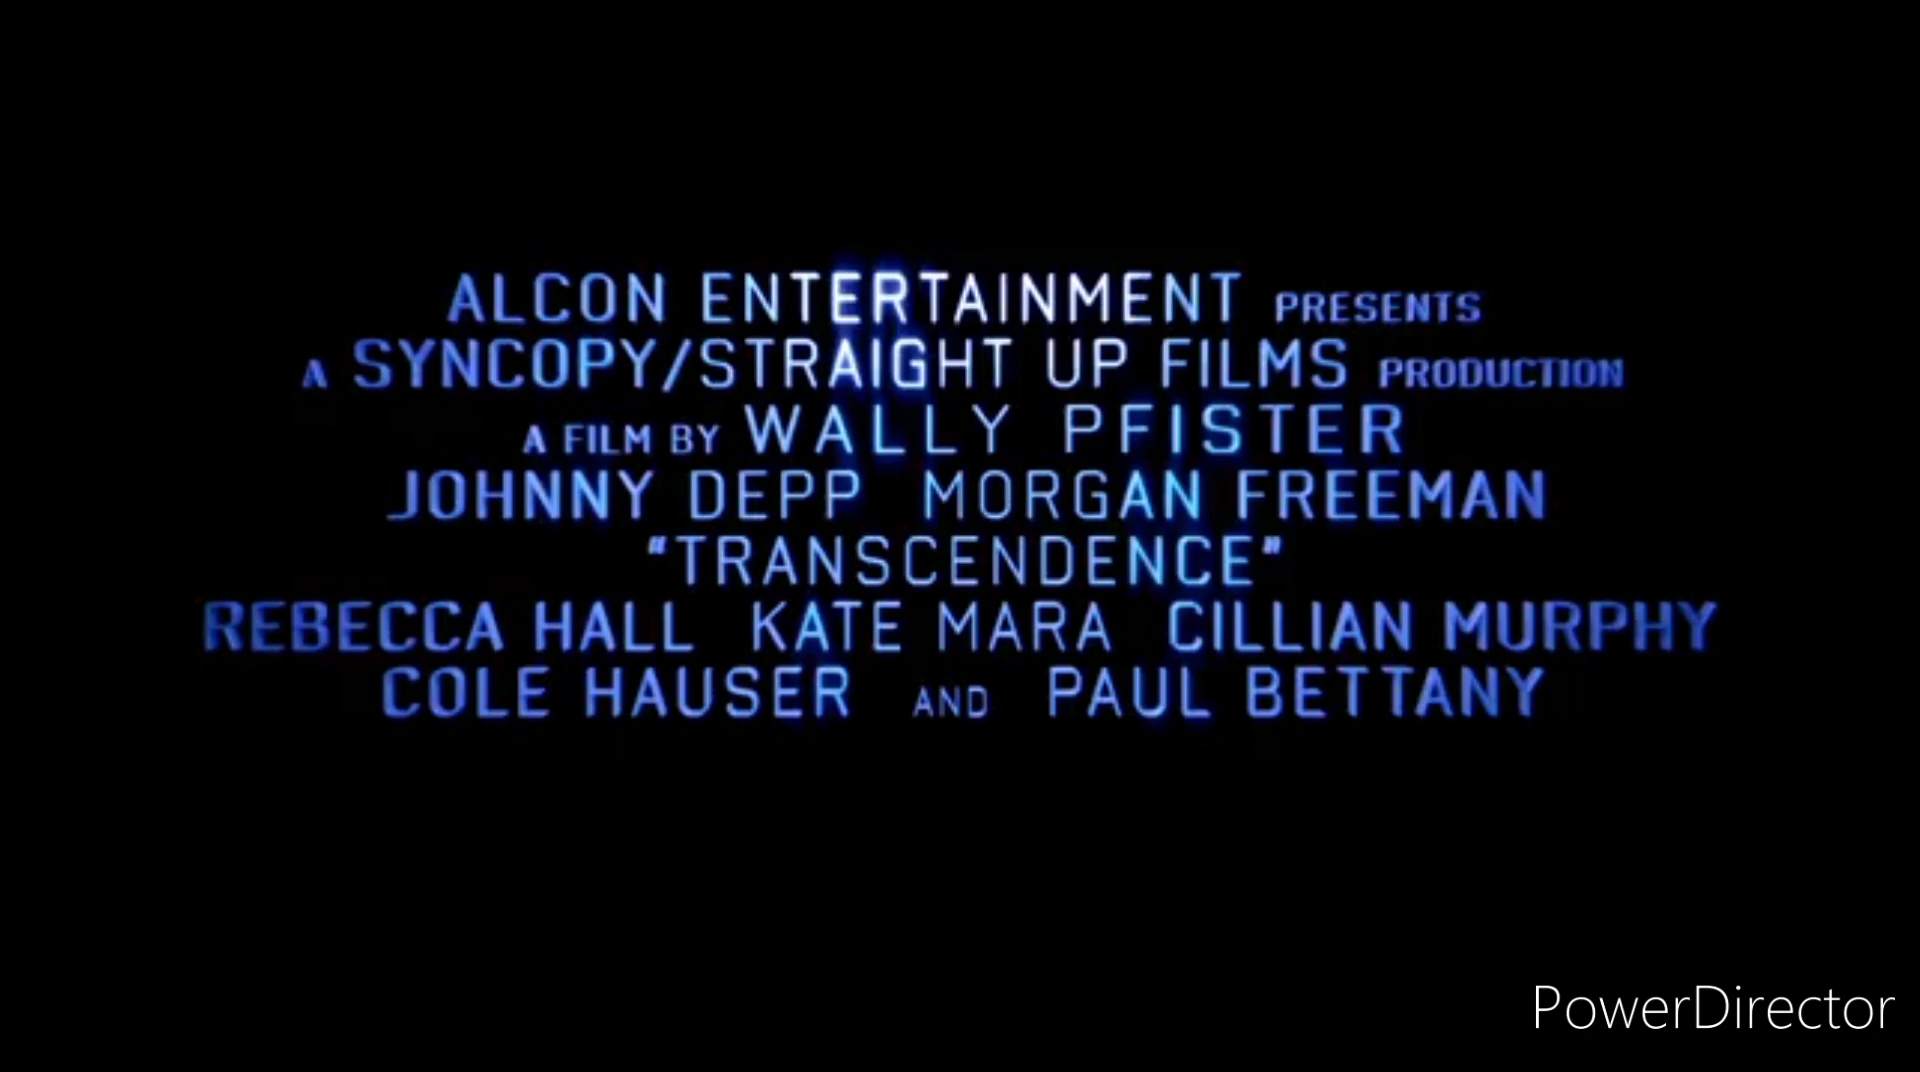 ALCON ENTERTAINMENT PRESENTS
A SYNCOPY/STRAIGHT UP FILMS PRODUCTION
A FILM BY WALLY PFISTER
JOHNNY DEPP MORGAN FREEMAN
“TRANSCENDENCE”
REBECCA HALL KATE MARA CILLIAN MURPHY
COLE HAUSER AND PAUL BETTANY
PowerDirector